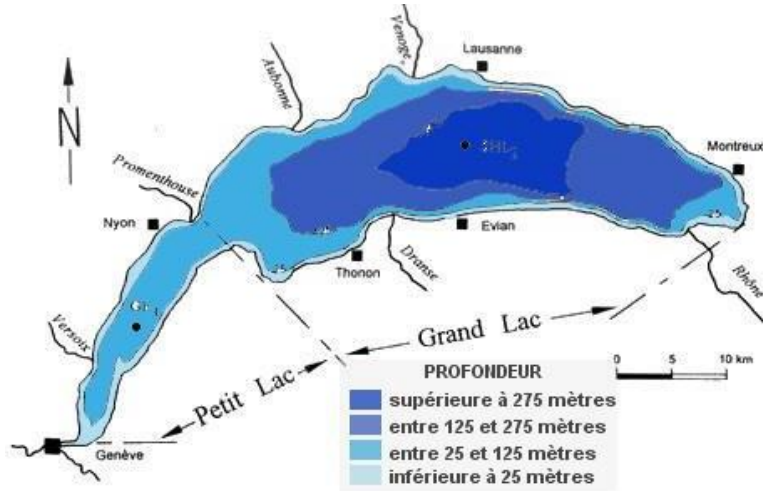 Venoge
Lausanne
Aubonne
N
SHL2
Montreux
Promenthouse
Nyon
Evian
Thonon
Dranse
Rhône
Versoix
Grand Lac
Petit Lac
0 5 10 km
Genève
PROFONDEUR
supérieure à 275 mètres
entre 125 et 275 mètres
entre 25 et 125 mètres
inférieure à 25 mètres